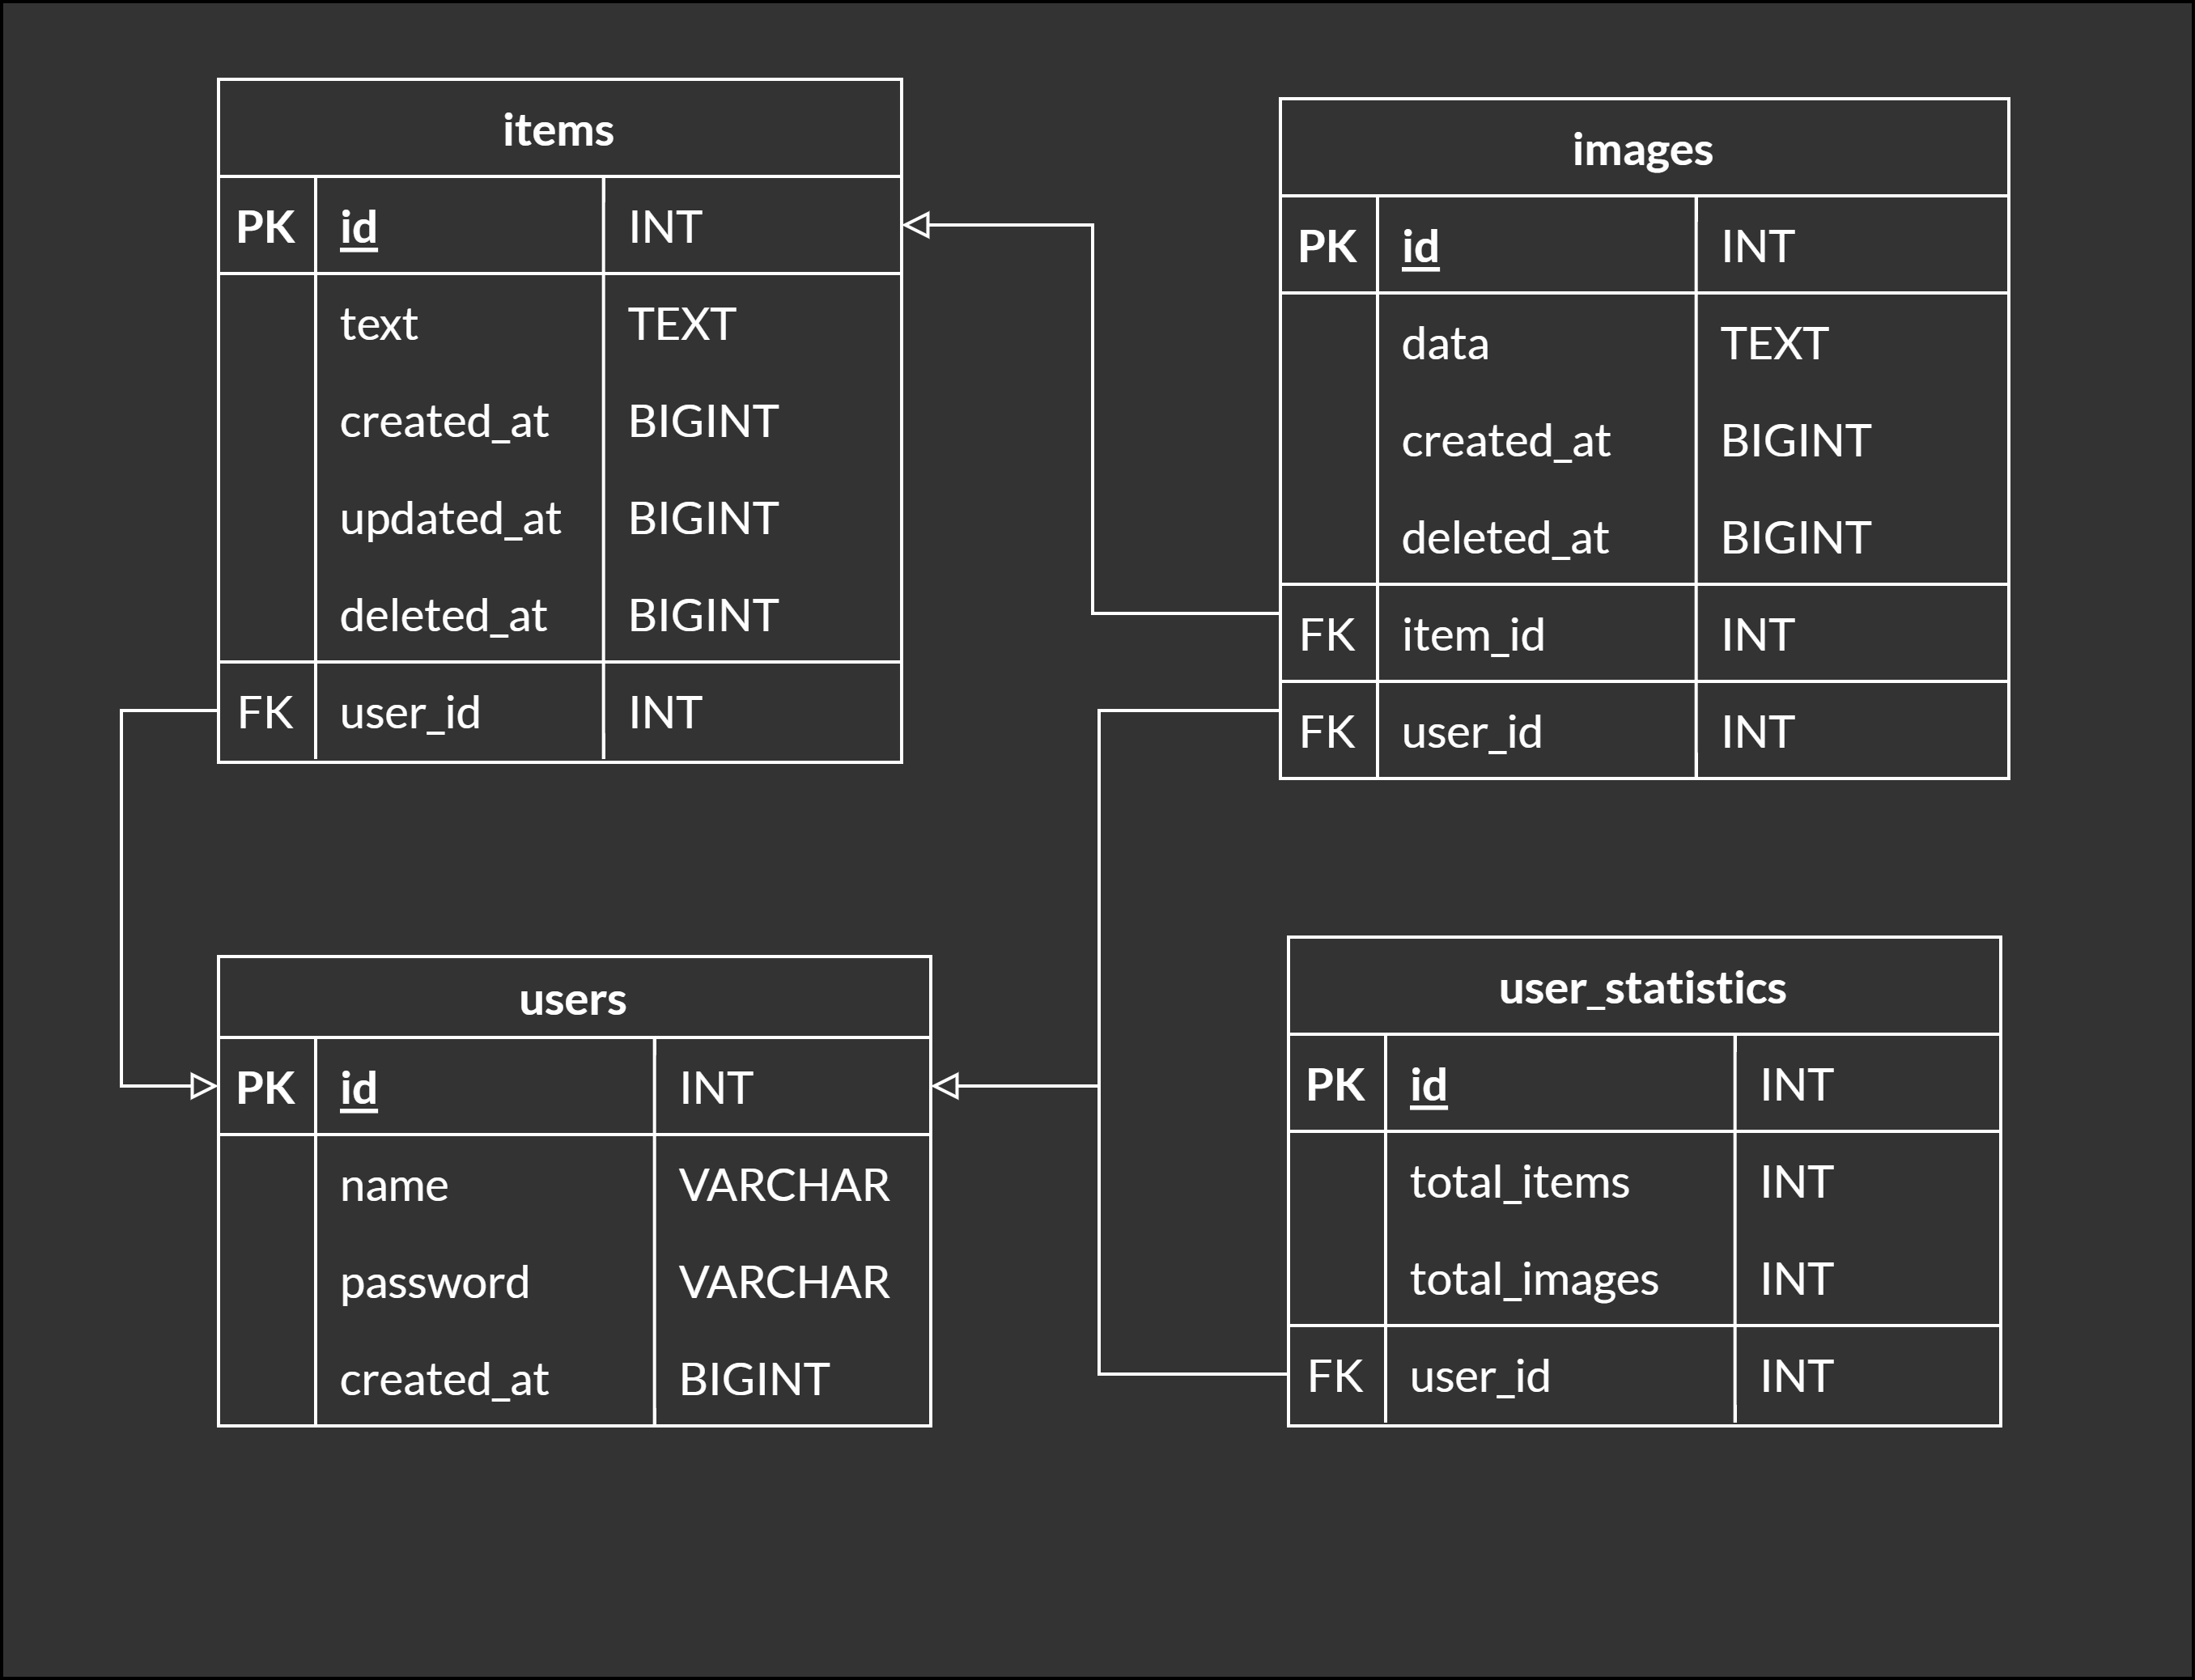 items
PK id INT
text TEXT
created_at BIGINT
updated_at BIGINT
deleted_at BIGINT
FK user_id INT
images
PK id INT
data TEXT
created_at BIGINT
deleted_at BIGINT
FK item_id INT
FK user_id INT
users
PK id INT
name VARCHAR
password VARCHAR
created_at BIGINT
user_statistics
PK id INT
total_items INT
total_images INT
FK user_id INT